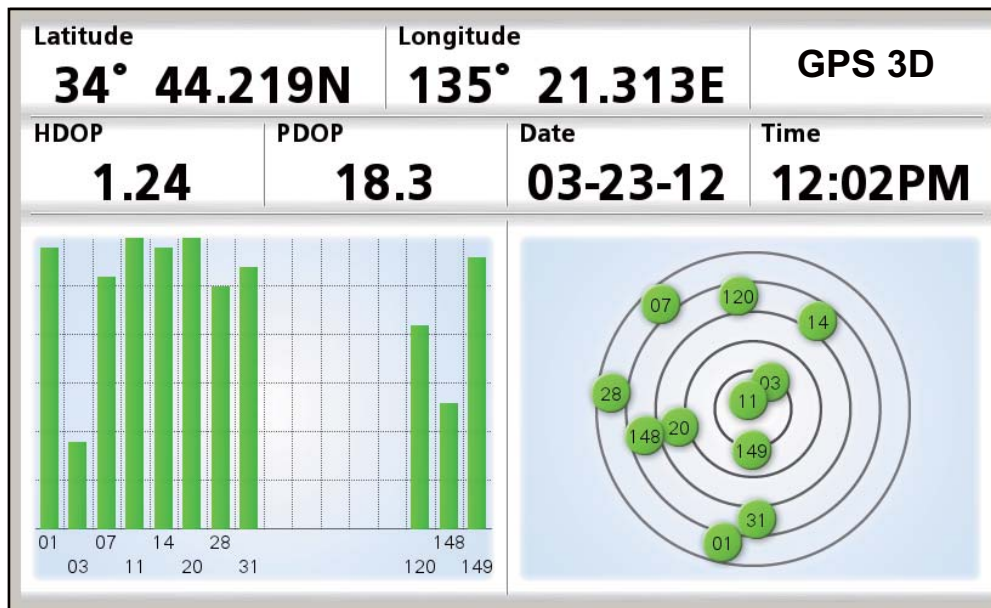 Latitude Longitude
34° 44.219N 135° 21.313E GPS 3D
HDOP PDOP Date Time
1.24 18.3 03-23-12 12:02PM
01 07 14 28 148
03 11 20 31 120 149
07 120 14
28 03 11
148 20 149
31
01